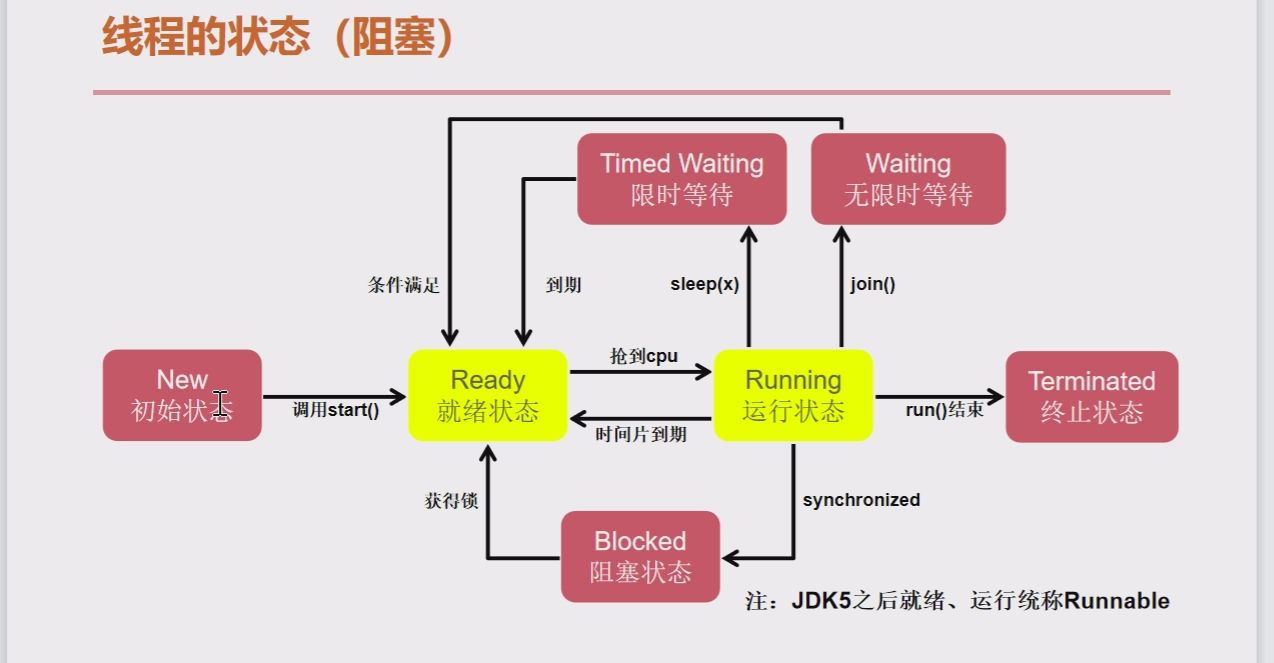 线程的状态（阻塞）
Timed Waiting
限时等待
Waiting
无限时等待
条件满足
到期
sleep(x)
join()
New
初始状态
调用start()
Ready
就绪状态
抢到cpu
时间片到期
Running
运行状态
run()结束
Terminated
终止状态
获得锁
synchronized
Blocked
阻塞状态
注：JDK5之后就绪、运行统称Runnable